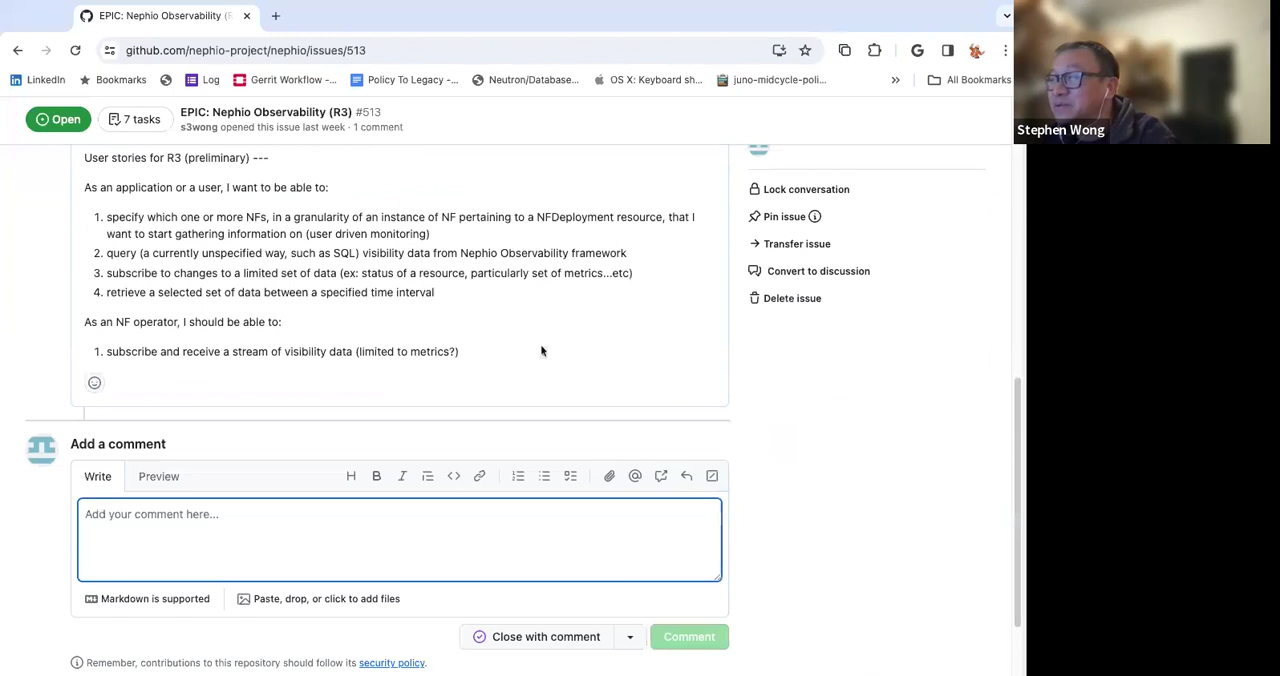 EPIC: Nephio Observability (R
github.com/nephio-project/nephio/issues/513
LinkedIn Bookmarks Log Gerrit Workflow -... Policy To Legacy -... Neutron/Database... OS X: Keyboard sh... juno-midcycle-poli... » All Bookmarks
Stephen Wong
Open 7 tasks EPIC: Nephio Observability (R3) #513
s3wong opened this issue last week · 1 comment
User stories for R3 (preliminary) ---
As an application or a user, I want to be able to:
1. specify which one or more NFs, in a granularity of an instance of NF pertaining to a NFDeployment resource, that I
want to start gathering information on (user driven monitoring)
2. query (a currently unspecified way, such as SQL) visibility data from Nephio Observability framework
3. subscribe to changes to a limited set of data (ex: status of a resource, particularly set of metrics...etc)
4. retrieve a selected set of data between a specified time interval
As an NF operator, I should be able to:
1. subscribe and receive a stream of visibility data (limited to metrics?)
Lock conversation
Pin issue
Transfer issue
Convert to discussion
Delete issue
Add a comment
Write Preview
Add your comment here...
Markdown is supported Paste, drop, or click to add files
Close with comment Comment
Remember, contributions to this repository should follow its security policy.